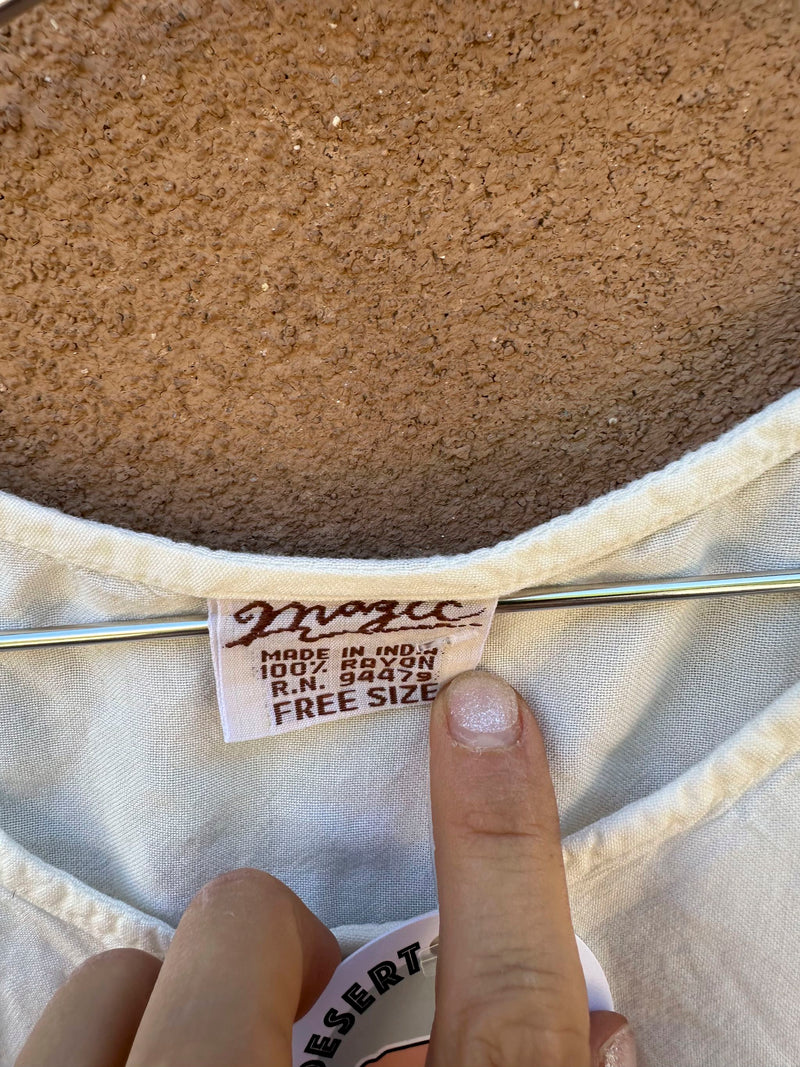 Magic
MADE IN INDIA
100% RAYON
R.N. 94479
FREE SIZE
DESERT